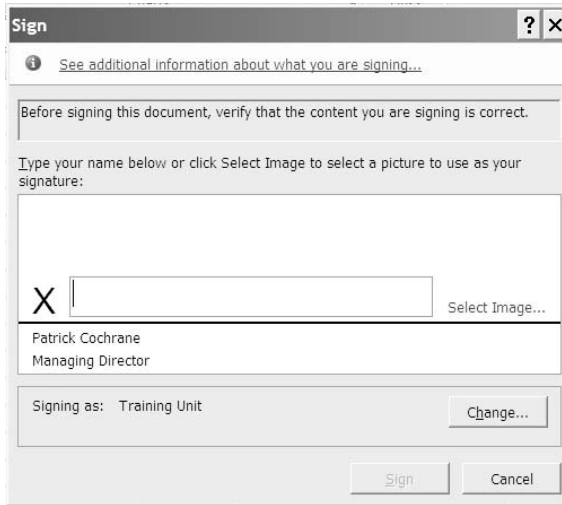 Sign
? X
See additional information about what you are signing...
Before signing this document, verify that the content you are signing is correct.
Type your name below or click Select Image to select a picture to use as your
signature:
X
Select Image...
Patrick Cochrane
Managing Director
Signing as: Training Unit
Change...
Sign
Cancel